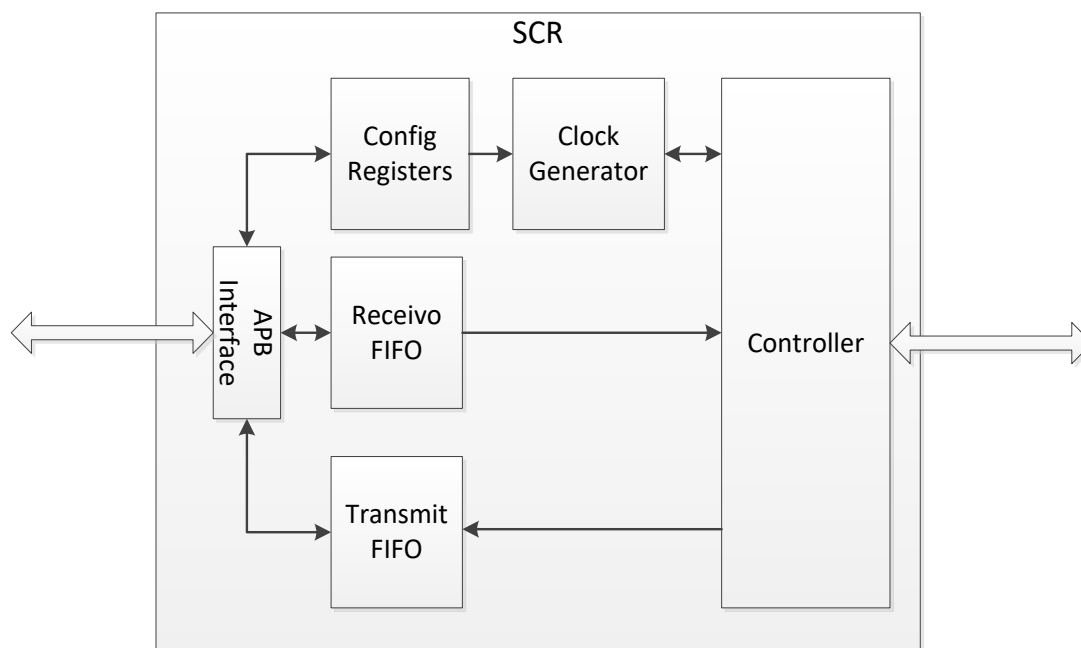 SCR
Config
Registers
Clock
Generator
APB
Interface
Receivo
FIFO
Controller
Transmit
FIFO